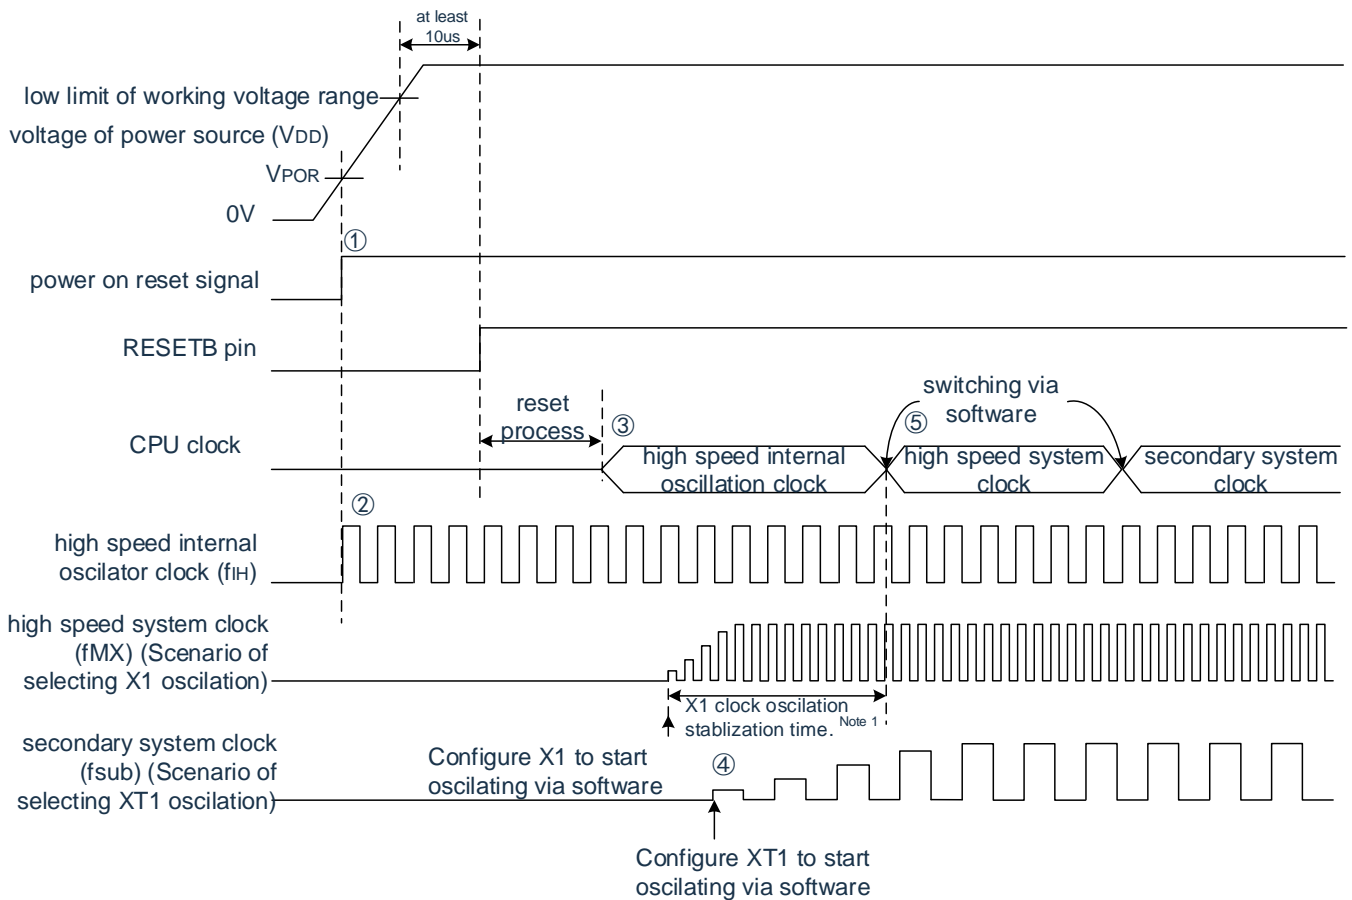 at least
10us
low limit of working voltage range
voltage of power source (VDD)
VPOR
0V
①
power on reset signal
RESETB pin
switching via
software
reset
process
③
⑤
CPU clock
high speed internal
oscillation clock
high speed system
clock
secondary system
clock
②
high speed internal
oscilator clock (fIH)
high speed system clock
(fMX) (Scenario of
selecting X1 oscilation)
X1 clock oscilation
stablization time. Note 1
secondary system clock
(fsub) (Scenario of
selecting XT1 oscilation)
Configure X1 to start
oscilating via software
④
Configure XT1 to start
oscilating via software